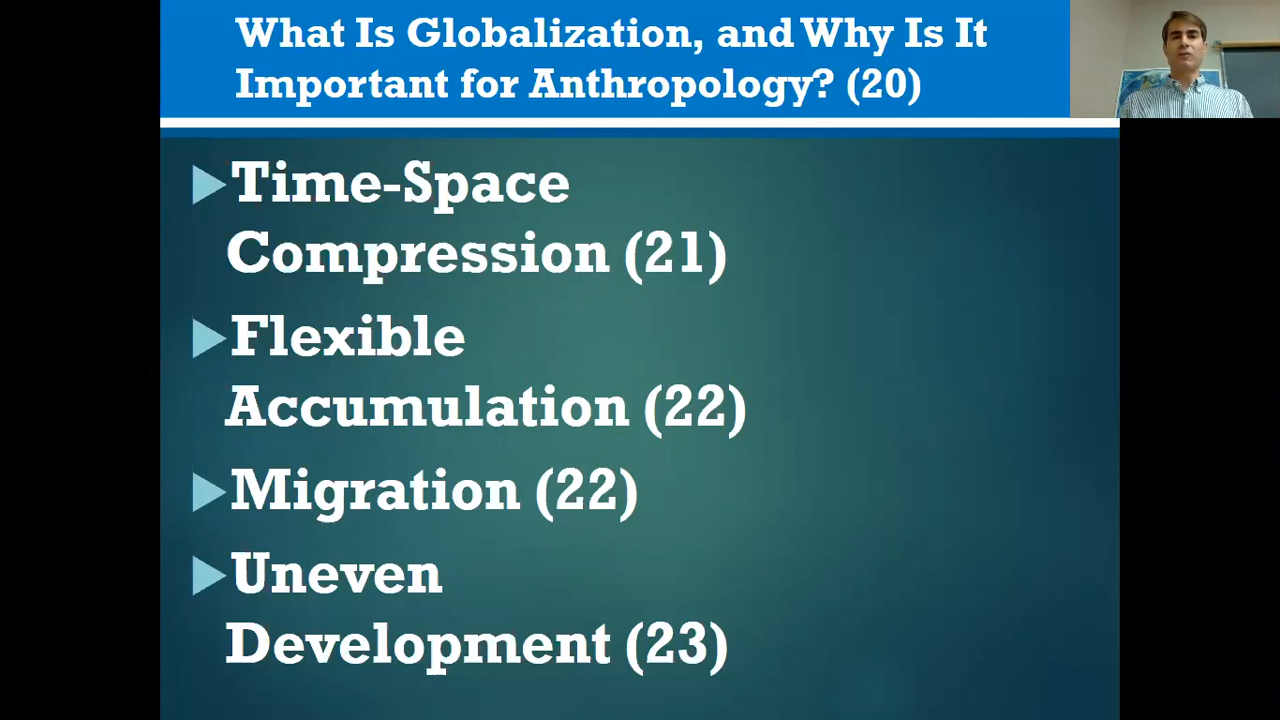 What Is Globalization, and Why Is It
Important for Anthropology? (20)
Time-Space
Compression (21)
Flexible
Accumulation (22)
Migration (22)
Uneven
Development (23)